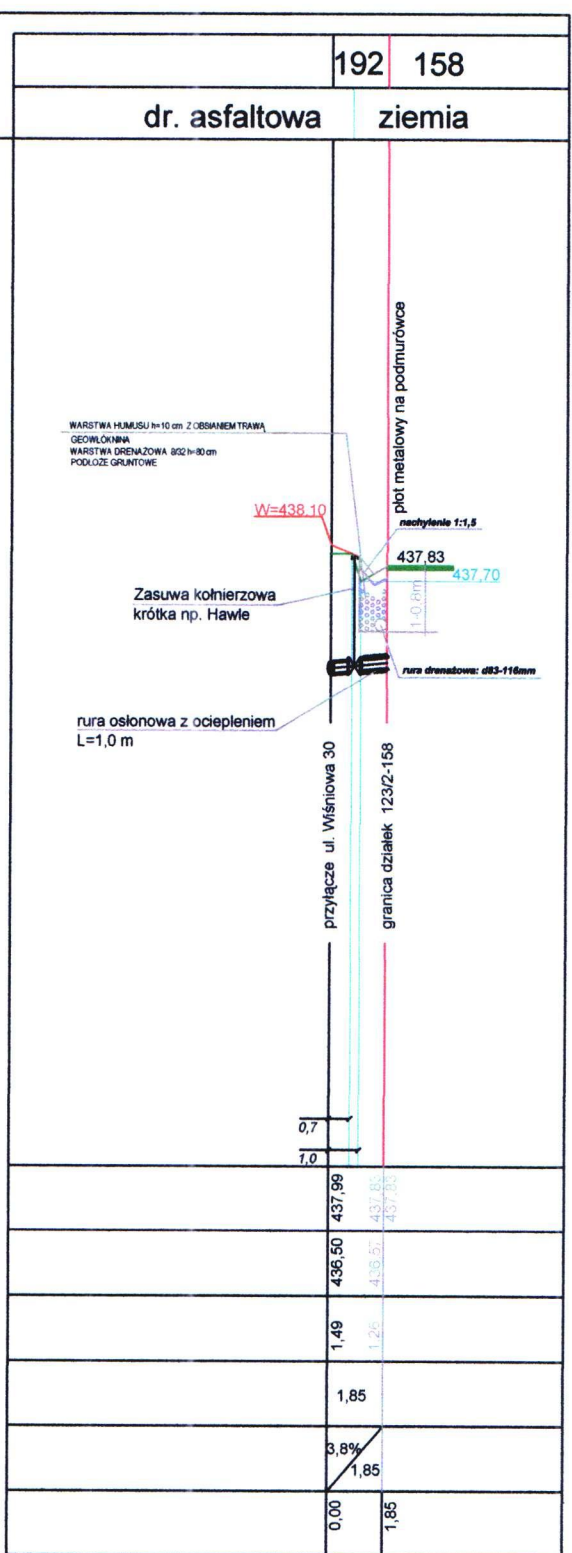 192 158
dr. asfaltowa ziemia
płot metalowy na podmurówce
WARSTWA HUMUSU h=10 cm Z OBSIANIEM TRAWĄ
GEOWŁÓKNINA
WARSTWA DRENAŻOWA 8/32 h=80 cm
PODŁOŻE GRUNTOWE
W=438.10
nachylenie 1:1,5
437,83
437,70
Zasuwa kołnierzowa
krótka np. Hawle
1-0,8m
rura drenażowa: d83-116mm
rura osłonowa z ociepleniem
L=1,0 m
przyłącze ul. Wiśniowa 30
granica działek 123/2-158
0,7
1,0
437,99 437,83 437,83
436,50 436,57
1,49 1,26
1,85
3,8%
1,85
0,00 1,85